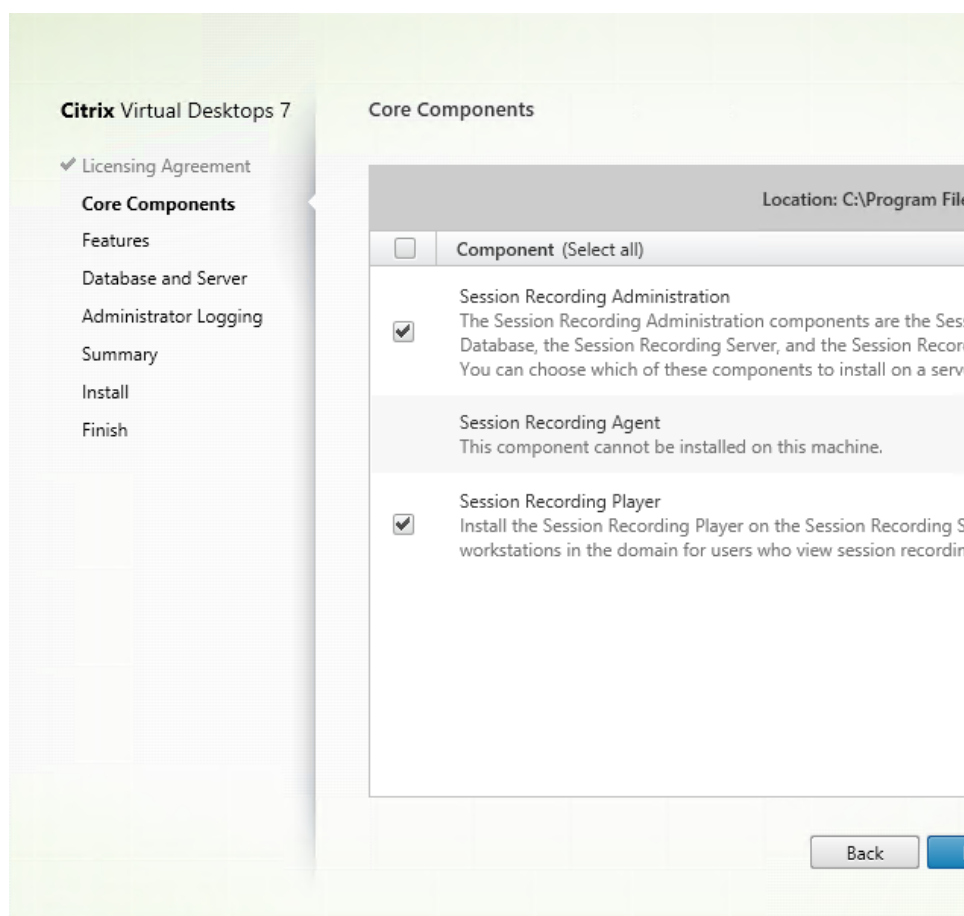 Citrix Virtual Desktops 7
Licensing Agreement
Core Components
Features
Database and Server
Administrator Logging
Summary
Install
Finish
Core Components
Location: C:\Program
Component (Select all)
Session Recording Administration
The Session Recording Administration components are the
Database, the Session Recording Server, and the Session
You can choose which of these components to install on a
Session Recording Agent
This component cannot be installed on this machine.
Session Recording Player
Install the Session Recording Player on the Session Recording
workstations in the domain for users who view session
Back